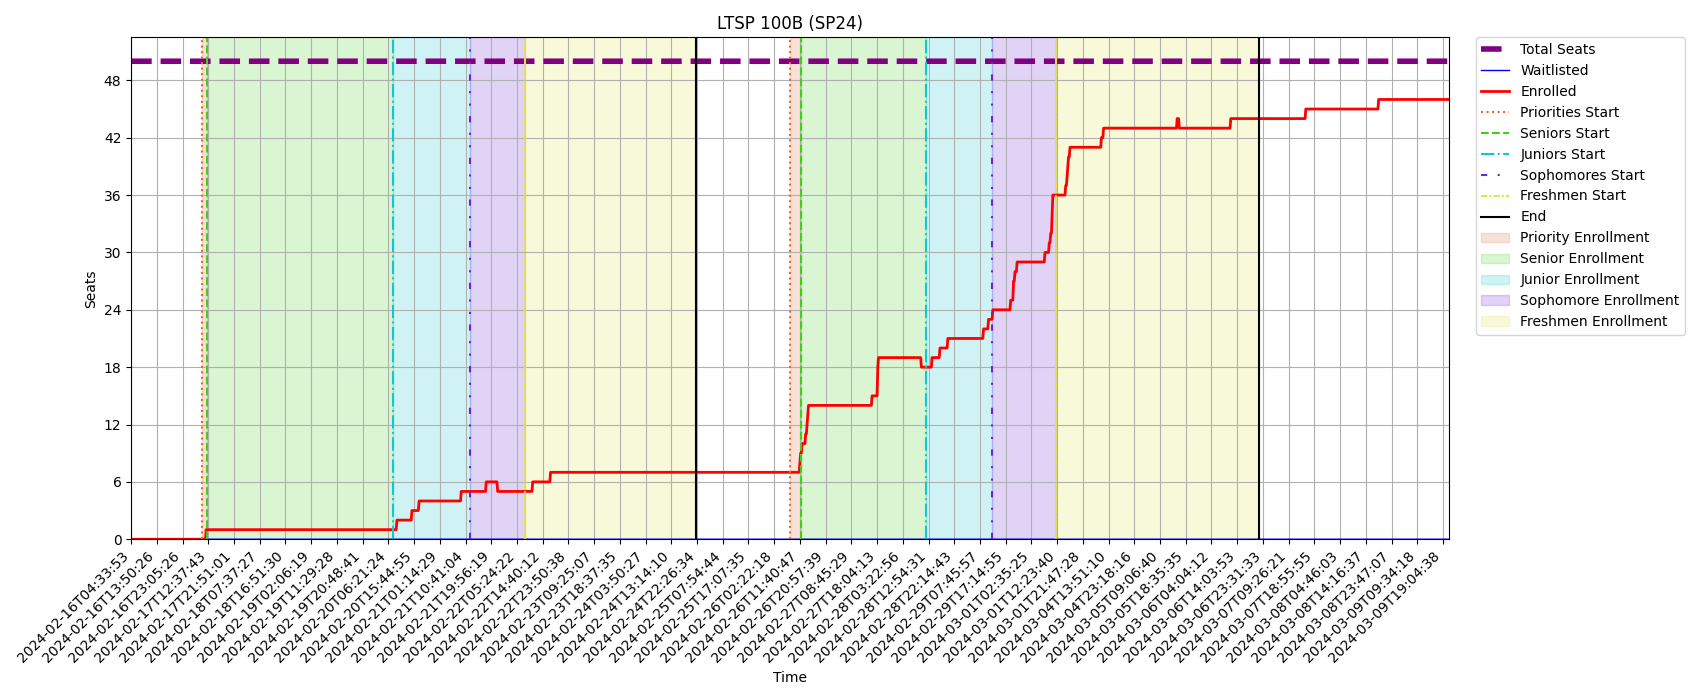 LTSP 100B (SP24)
Seats
48
42
36
30
24
18
12
6
0
2024-02-16T04:33:53
2024-02-16T13:50:26
2024-02-16T23:05:26
2024-02-17T12:37:43
2024-02-17T21:51:01
2024-02-18T07:37:27
2024-02-18T16:51:30
2024-02-19T02:06:19
2024-02-19T11:29:28
2024-02-19T20:48:41
2024-02-20T06:21:24
2024-02-20T15:44:55
2024-02-21T01:14:29
2024-02-21T10:41:04
2024-02-21T19:56:19
2024-02-22T05:24:22
2024-02-22T14:40:12
2024-02-22T23:50:38
2024-02-23T09:25:07
2024-02-23T18:37:35
2024-02-24T03:50:27
2024-02-24T13:14:10
2024-02-24T22:26:34
2024-02-25T07:54:44
2024-02-25T17:07:35
2024-02-26T02:22:18
2024-02-26T11:40:47
2024-02-26T20:57:39
2024-02-27T08:45:29
2024-02-27T18:04:13
2024-02-28T03:22:56
2024-02-28T12:54:31
2024-02-28T22:14:43
2024-02-29T07:45:57
2024-02-29T17:14:55
2024-03-01T02:35:25
2024-03-01T12:23:40
2024-03-01T21:47:28
2024-03-04T13:51:10
2024-03-04T23:18:16
2024-03-05T09:06:40
2024-03-05T18:35:35
2024-03-06T04:04:12
2024-03-06T14:03:53
2024-03-06T23:31:33
2024-03-07T09:26:21
2024-03-07T18:55:55
2024-03-08T04:46:03
2024-03-08T14:16:37
2024-03-08T23:47:07
2024-03-09T09:34:18
2024-03-09T19:04:38
Time
Total Seats
Waitlisted
Enrolled
Priorities Start
Seniors Start
Juniors Start
Sophomores Start
Freshmen Start
End
Priority Enrollment
Senior Enrollment
Junior Enrollment
Sophomore Enrollment
Freshmen Enrollment